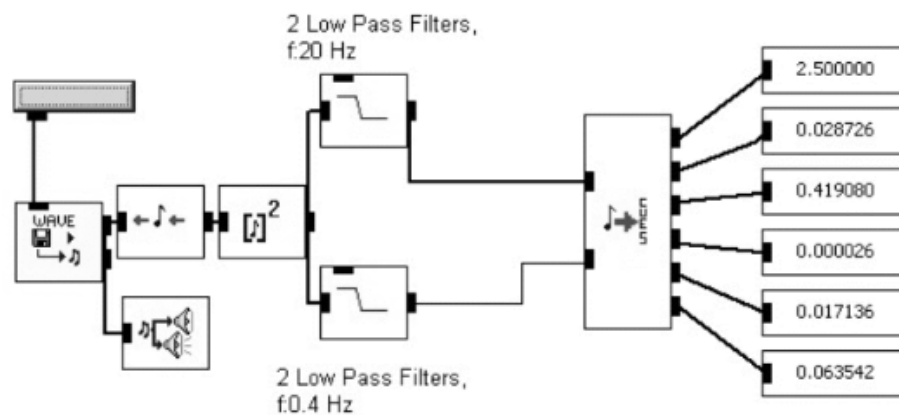 2 Low Pass Filters,
f:20 Hz
2.500000
0.028726
0.419080
WAVE
[♪]²
0.000026
0.017136
0.063542
2 Low Pass Filters,
f:0.4 Hz